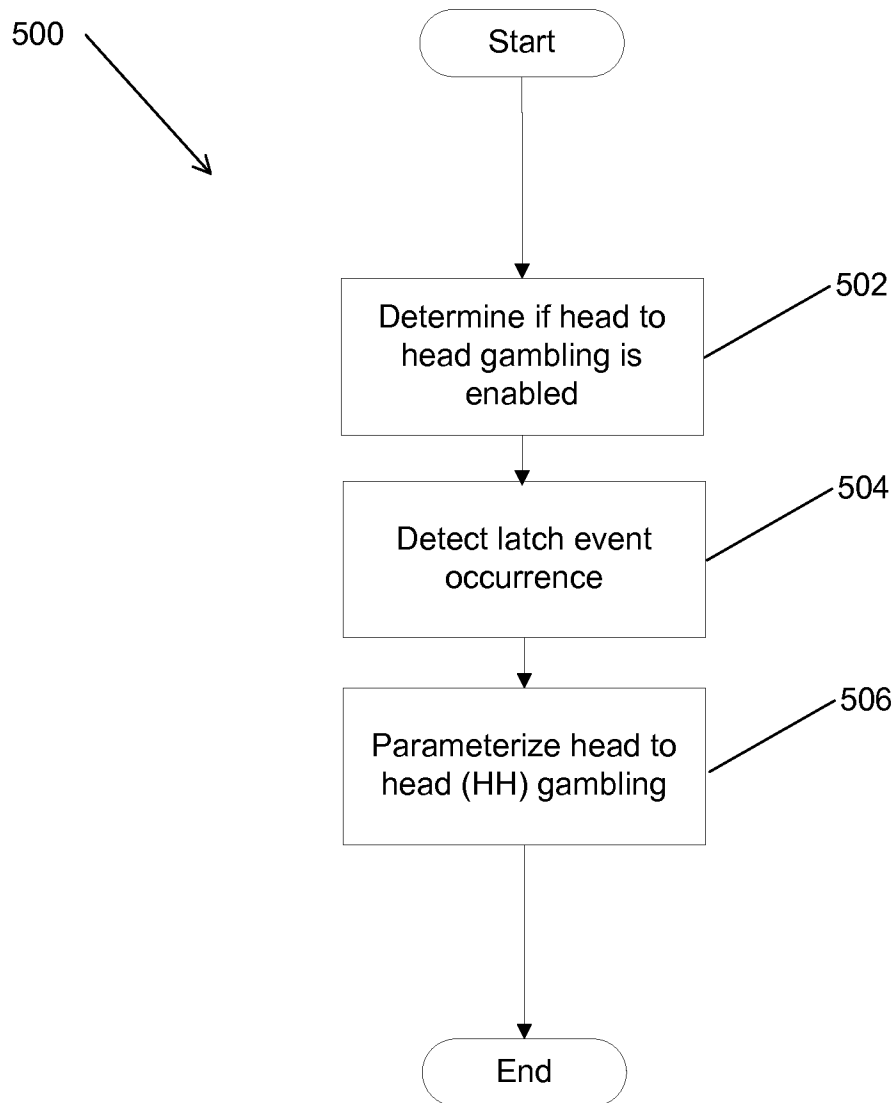 500
Start
502
Determine if head to
head gambling is
enabled
504
Detect latch event
occurrence
506
Parameterize head to
head (HH) gambling
End